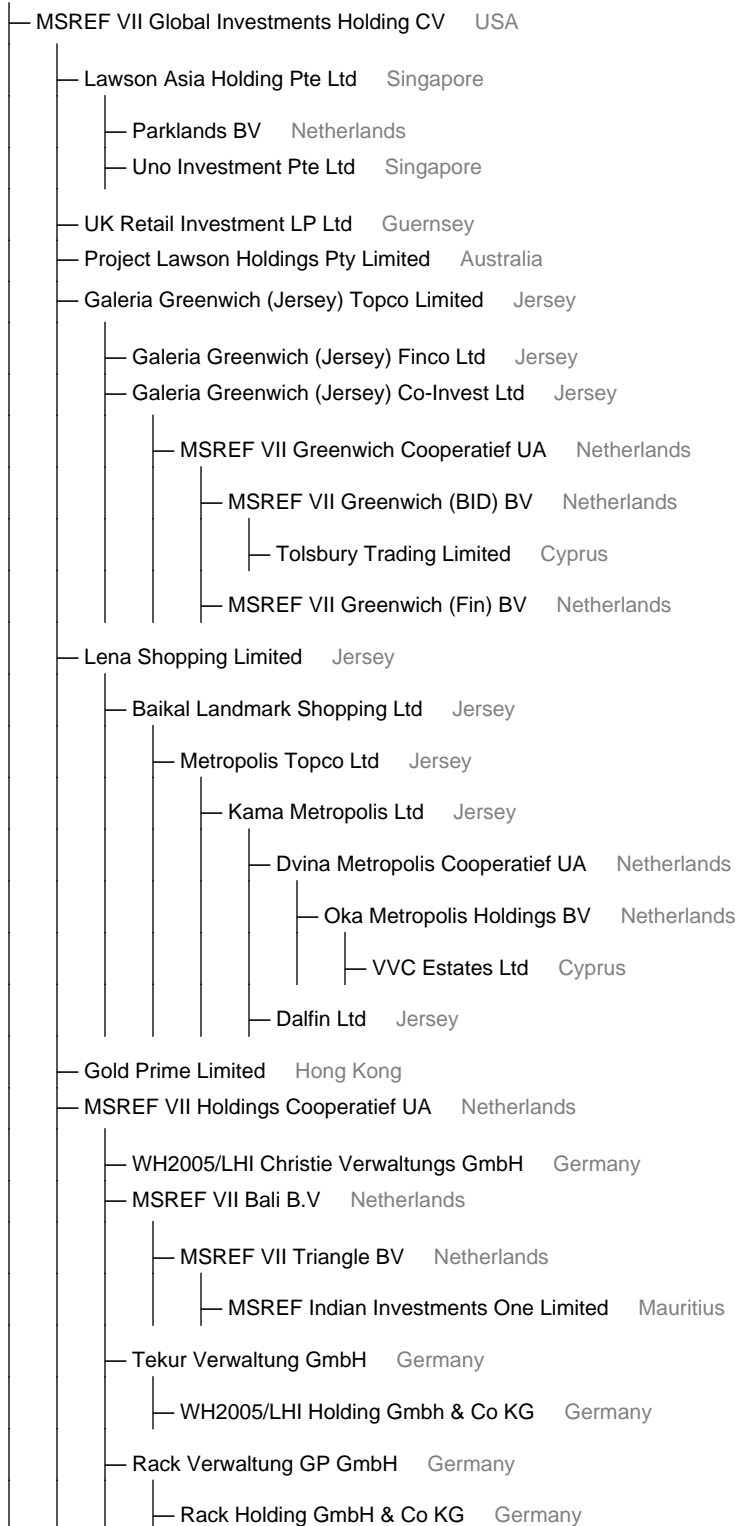 MSREF VII Global Investments Holding CV USA
Lawson Asia Holding Pte Ltd Singapore
Parklands BV Netherlands
Uno Investment Pte Ltd Singapore
UK Retail Investment LP Ltd Guernsey
Project Lawson Holdings Pty Limited Australia
Galeria Greenwich (Jersey) Topco Limited Jersey
Galeria Greenwich (Jersey) Finco Ltd Jersey
Galeria Greenwich (Jersey) Co-Invest Ltd Jersey
MSREF VII Greenwich Cooperatief UA Netherlands
MSREF VII Greenwich (BID) BV Netherlands
Tolsbury Trading Limited Cyprus
MSREF VII Greenwich (Fin) BV Netherlands
Lena Shopping Limited Jersey
Baikal Landmark Shopping Ltd Jersey
Metropolis Topco Ltd Jersey
Kama Metropolis Ltd Jersey
Dvina Metropolis Cooperatief UA Netherlands
Oka Metropolis Holdings BV Netherlands
VVC Estates Ltd Cyprus
Dalfin Ltd Jersey
Gold Prime Limited Hong Kong
MSREF VII Holdings Cooperatief UA Netherlands
WH2005/LHI Christie Verwaltungs GmbH Germany
MSREF VII Bali B.V Netherlands
MSREF VII Triangle BV Netherlands
MSREF Indian Investments One Limited Mauritius
Tekur Verwaltung GmbH Germany
WH2005/LHI Holding Gmbh & Co KG Germany
Rack Verwaltung GP GmbH Germany
Rack Holding GmbH & Co KG Germany